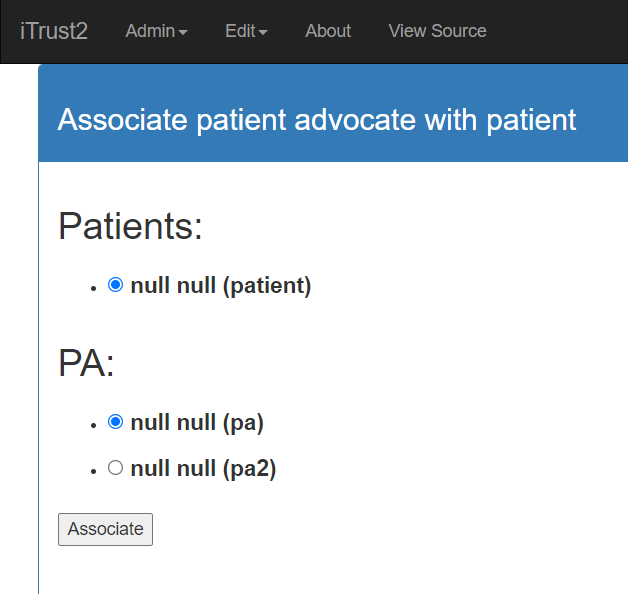 iTrust2 Admin Edit About View Source
Associate patient advocate with patient
Patients:
null null (patient)
PA:
null null (pa)
null null (pa2)
Associate